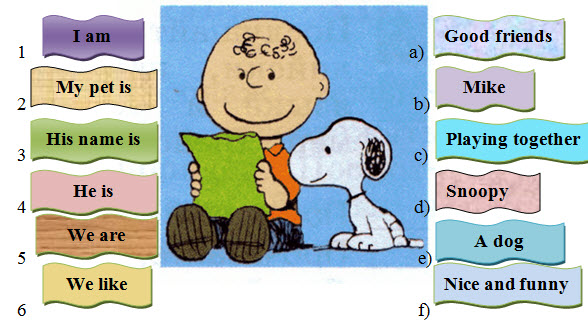 1 I am
2 My pet is
3 His name is
4 He is
5 We are
6 We like
a) Good friends
b) Mike
c) Playing together
d) Snoopy
e) A dog
f) Nice and funny